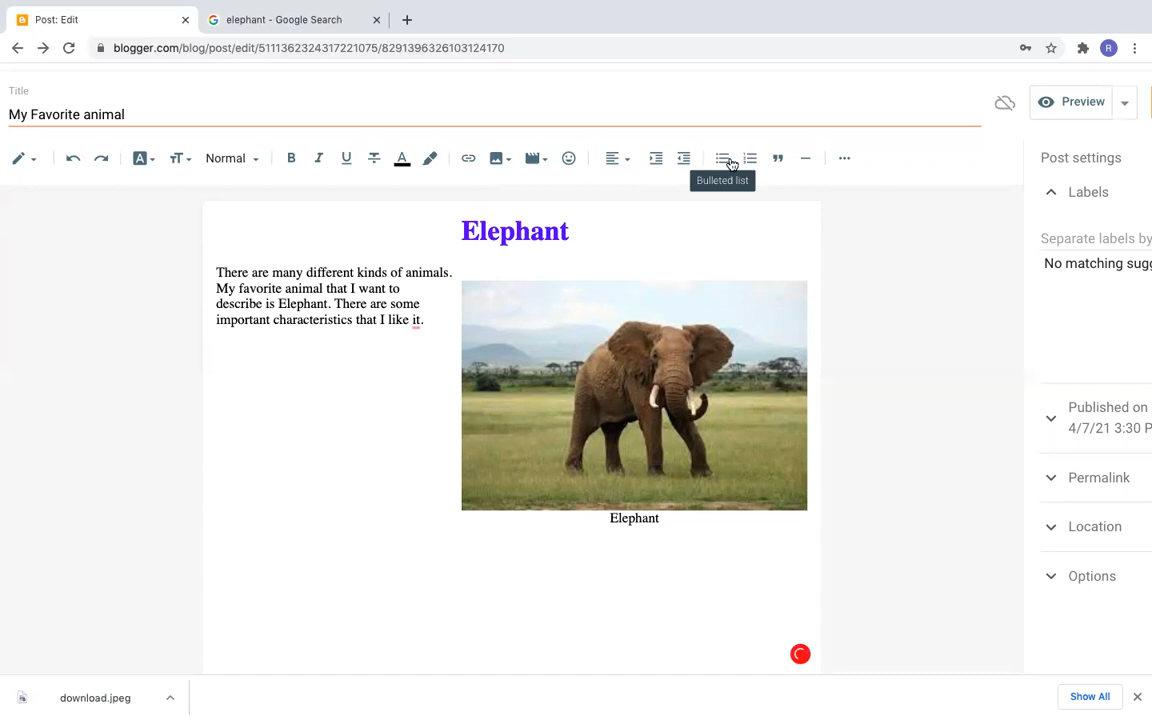 Post: Edit
elephant - Google Search
blogger.com/blog/post/edit/5111362324317221075/8291396326103124170
R
Title
My Favorite animal
Preview
Normal
B
I
U
A
Bulleted list
Post settings
Labels
Separate labels by
No matching sugg
Elephant
There are many different kinds of animals.
My favorite animal that I want to
describe is Elephant. There are some
important characteristics that I like it.
Elephant
Published on
4/7/21 3:30 P
Permalink
Location
Options
download.jpeg
Show All